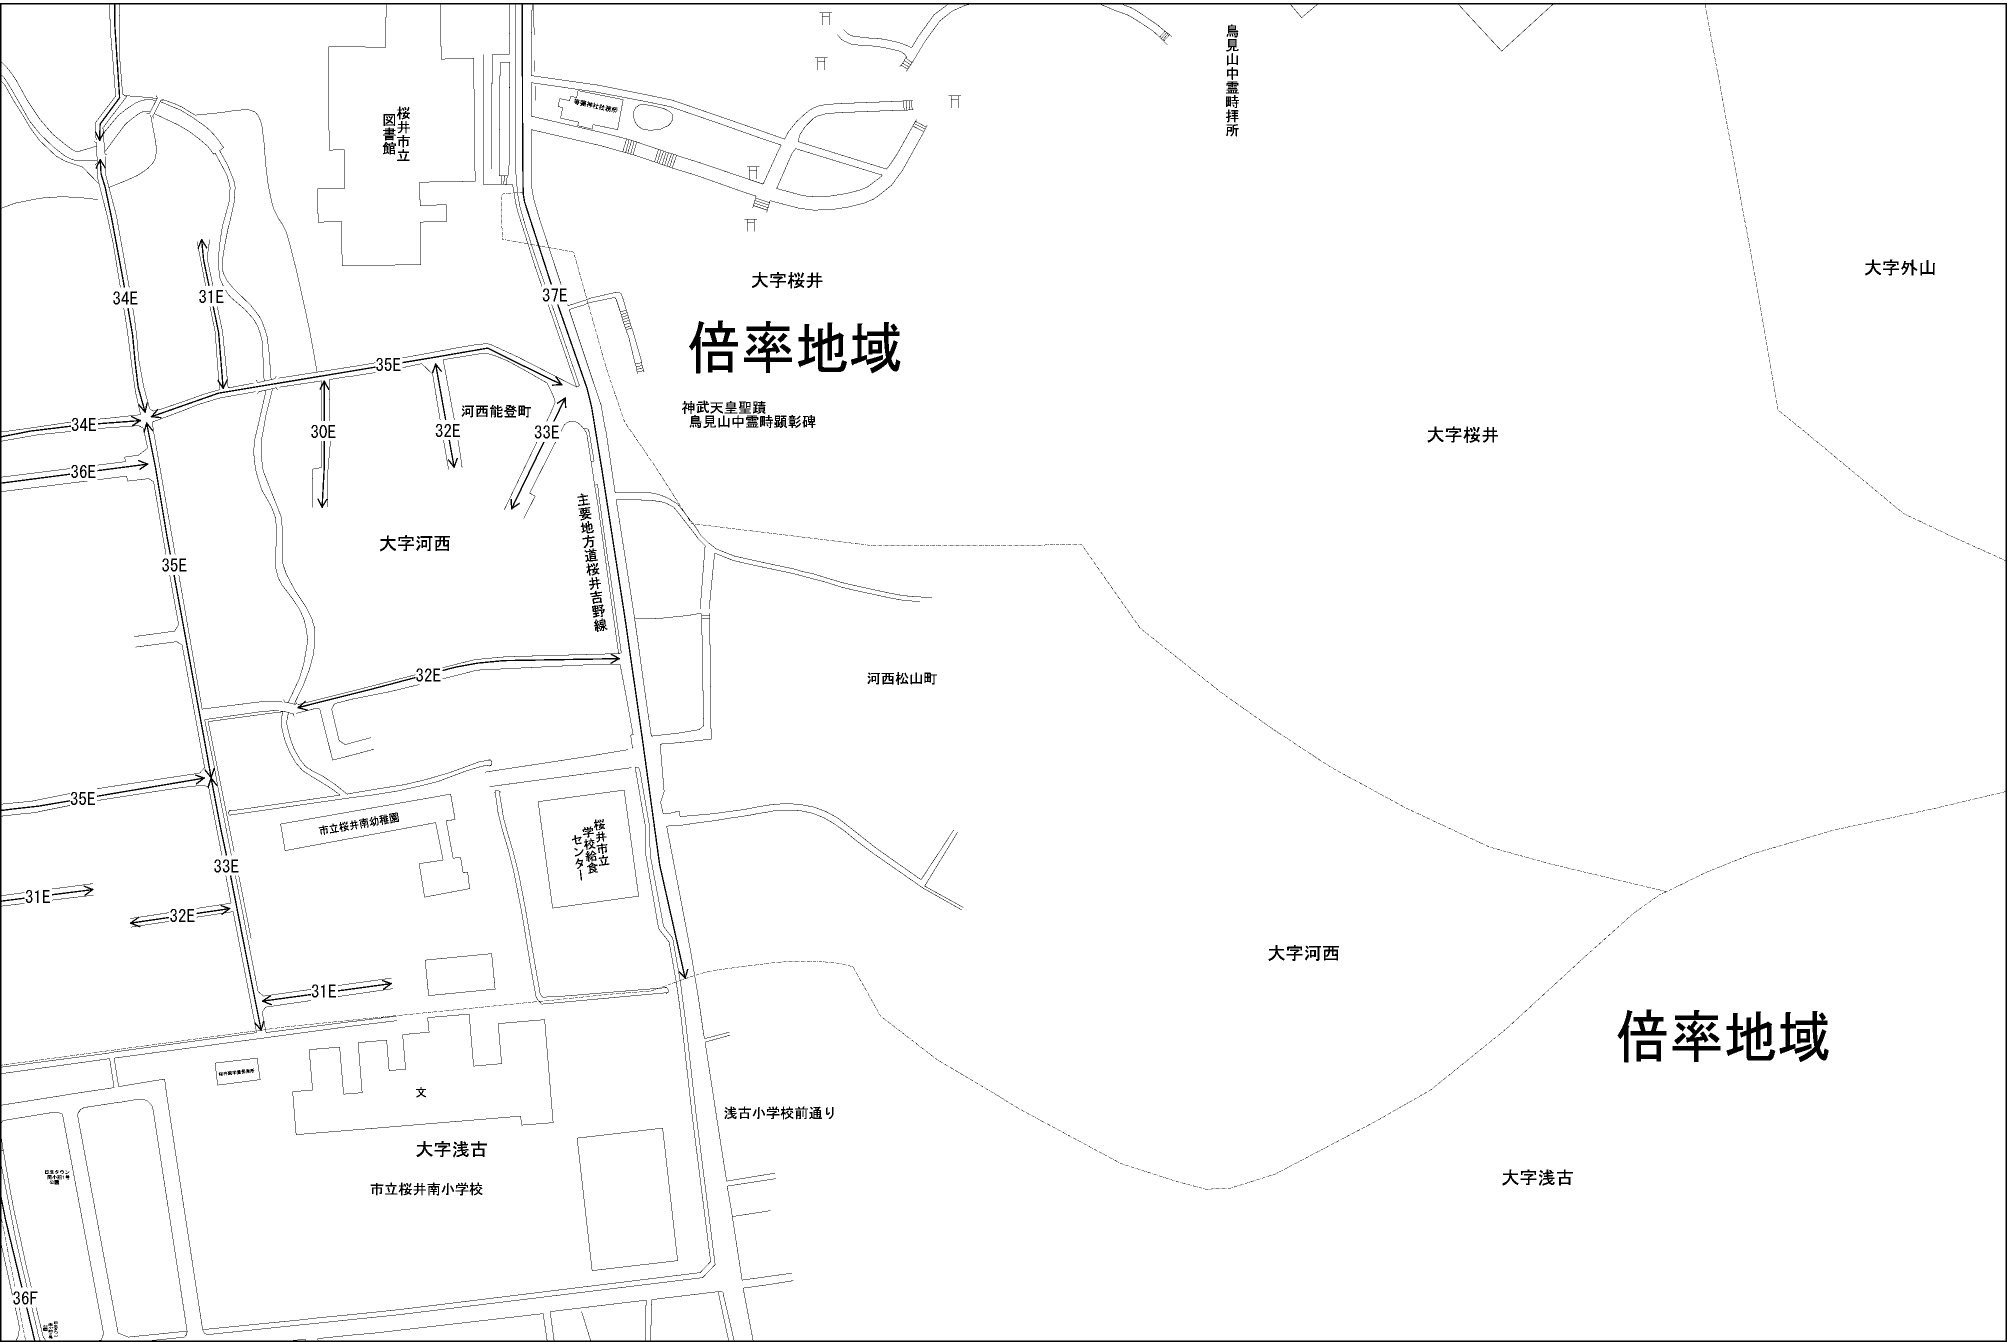 鳥見山中霊畤拝所
桜井市立
図書館
等彌神社社務所
大字外山
大字桜井
34E
31E
37E
倍率地域
35E
神武天皇聖蹟
鳥見山中霊畤顕彰碑
河西能登町
34E
30E
32E
33E
大字桜井
36E
主要地方道桜井吉野線
大字河西
35E
32E
河西松山町
35E
市立桜井南幼稚園
桜井市立
学校給食
センター
33E
31E
32E
大字河西
31E
倍率地域
文
浅古小学校前通り
大字浅古
大字浅古
市立桜井南小学校
36F